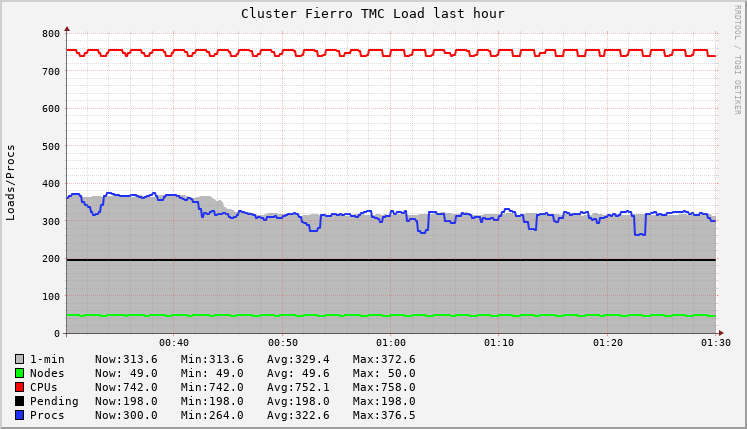 Cluster Fierro TMC Load last hour
RRDTOOL / TOBI OETIKER
Loads/Procs
800
700
600
500
400
300
200
100
0
00:40 00:50 01:00 01:10 01:20 01:30
1-min Now:313.6 Min:313.6 Avg:329.4 Max:372.6
Nodes Now: 49.0 Min: 49.0 Avg: 49.6 Max: 50.0
CPUs Now:742.0 Min:742.0 Avg:752.1 Max:758.0
Pending Now:198.0 Min:198.0 Avg:198.0 Max:198.0
Procs Now:300.0 Min:264.0 Avg:322.6 Max:376.5